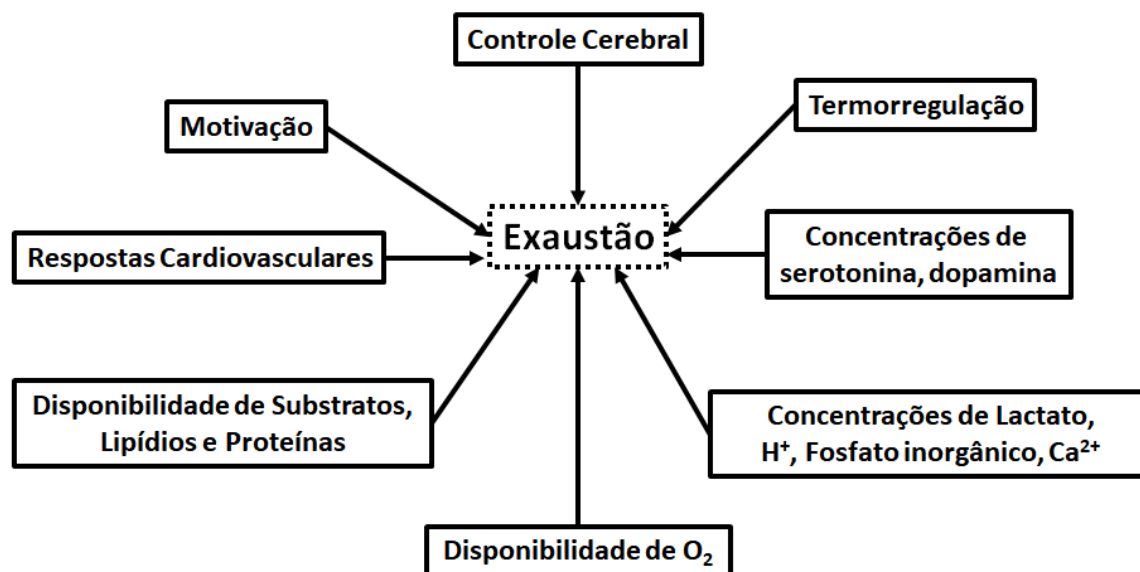 Controle Cerebral
Motivação
Termorregulação
Exaustão
Respostas Cardiovasculares
Concentrações de
serotonina, dopamina
Disponibilidade de Substratos,
Lipídios e Proteínas
Concentrações de Lactato,
H⁺, Fosfato inorgânico, Ca²⁺
Disponibilidade de O₂